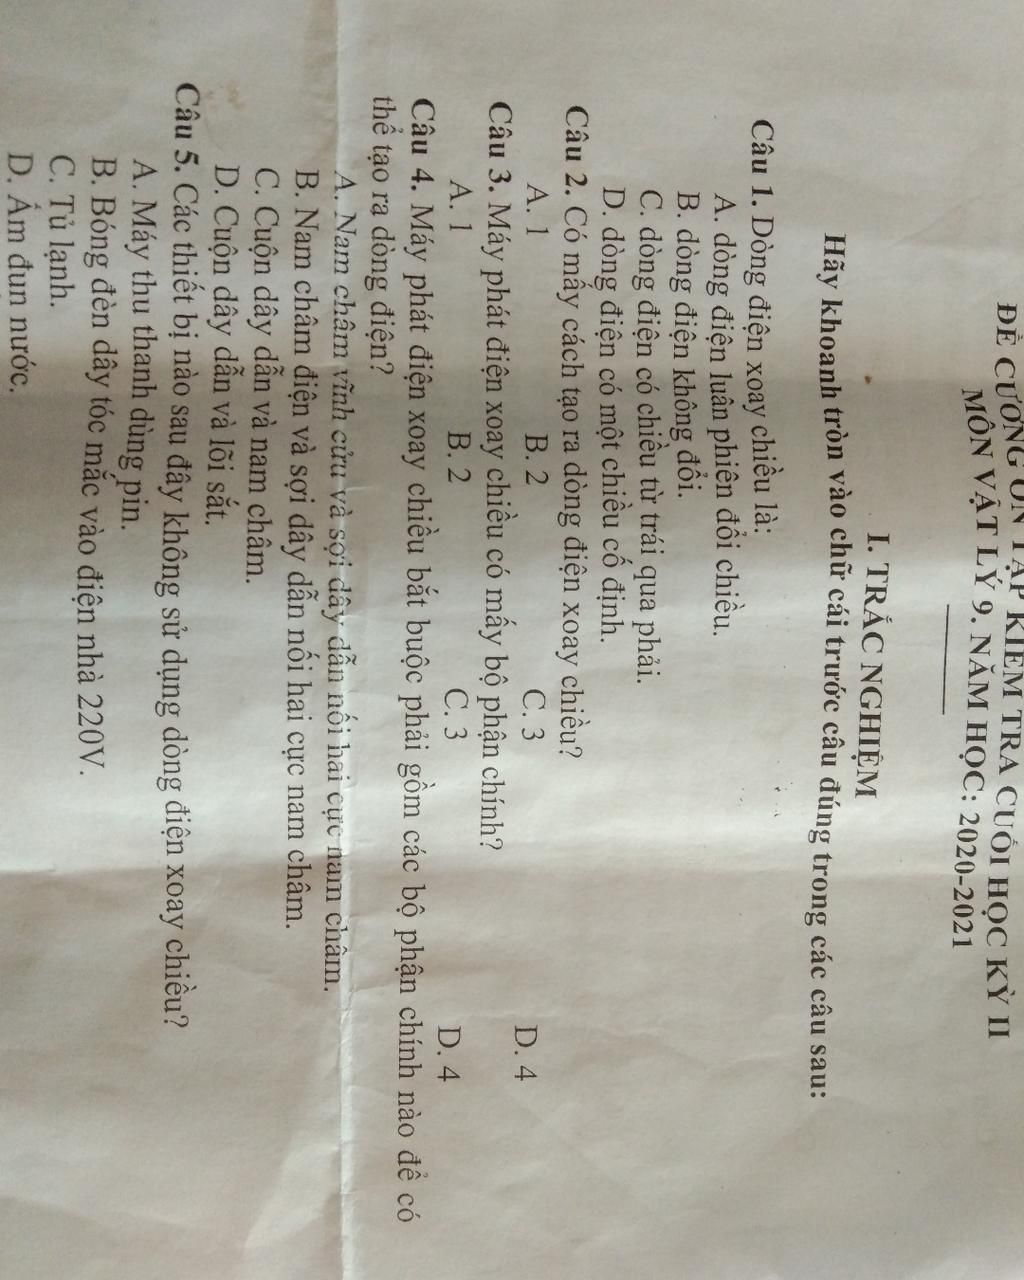 ĐỀ CƯƠNG ÔN TẬP KIỂM TRA CUỐI HỌC KỲ II
MÔN VẬT LÝ 9. NĂM HỌC: 2020-2021
I. TRẮC NGHIỆM
Hãy khoanh tròn vào chữ cái trước câu đúng trong các câu sau:
Câu 1. Dòng điện xoay chiều là:
A. dòng điện luân phiên đổi chiều.
B. dòng điện không đổi.
C. dòng điện có chiều từ trái qua phải.
D. dòng điện có một chiều cố định.
Câu 2. Có mấy cách tạo ra dòng điện xoay chiều?
A. 1 B. 2 C. 3 D. 4
Câu 3. Máy phát điện xoay chiều có mấy bộ phận chính?
A. 1 B. 2 C. 3 D. 4
Câu 4. Máy phát điện xoay chiều bắt buộc phải gồm các bộ phận chính nào để có
thể tạo ra dòng điện?
A. Nam châm vĩnh cửu và sợi dây dẫn nối hai cực nam châm.
B. Nam châm điện và sợi dây dẫn nối hai cực nam châm.
C. Cuộn dây dẫn và nam châm.
D. Cuộn dây dẫn và lõi sắt.
Câu 5. Các thiết bị nào sau đây không sử dụng dòng điện xoay chiều?
A. Máy thu thanh dùng pin.
B. Bóng đèn dây tóc mắc vào điện nhà 220V.
C. Tủ lạnh.
D. Ấm đun nước.